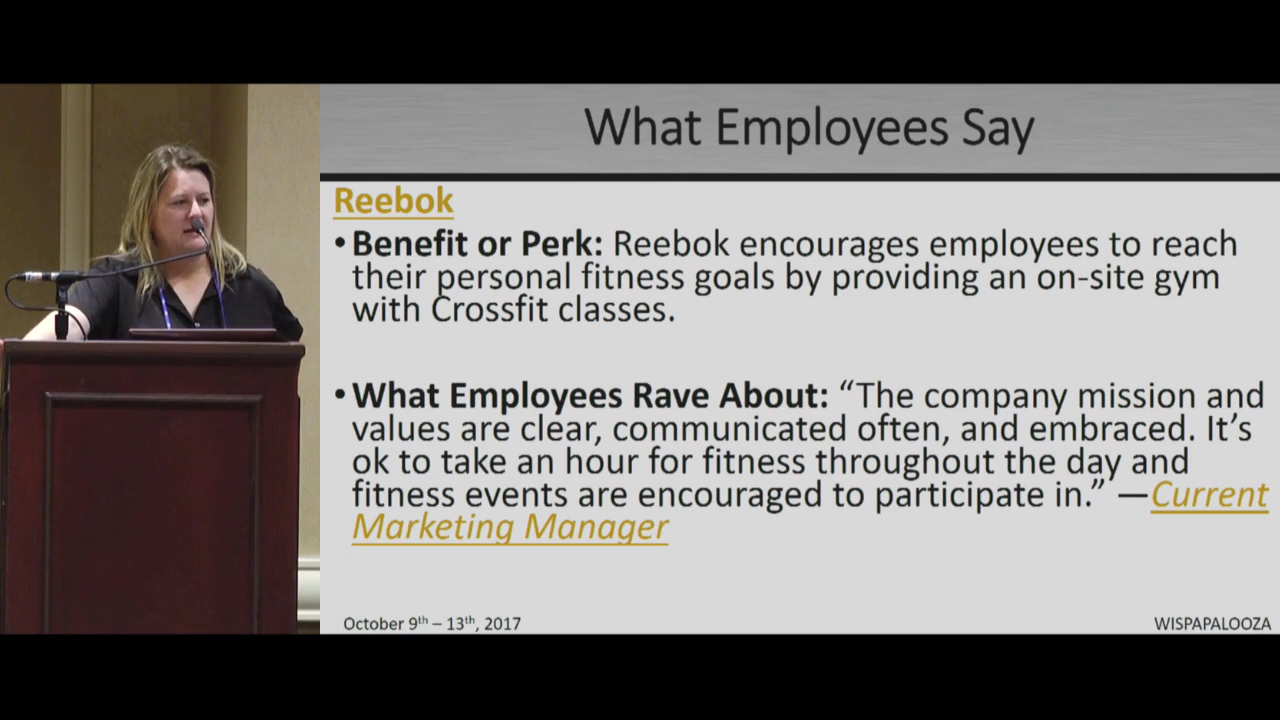 What Employees Say
Reebok
• Benefit or Perk: Reebok encourages employees to reach
their personal fitness goals by providing an on-site gym
with Crossfit classes.
• What Employees Rave About: “The company mission and
values are clear, communicated often, and embraced. It’s
ok to take an hour for fitness throughout the day and
fitness events are encouraged to participate in.” —Current
Marketing Manager
October 9th – 13th, 2017
WISPAPALOOZA